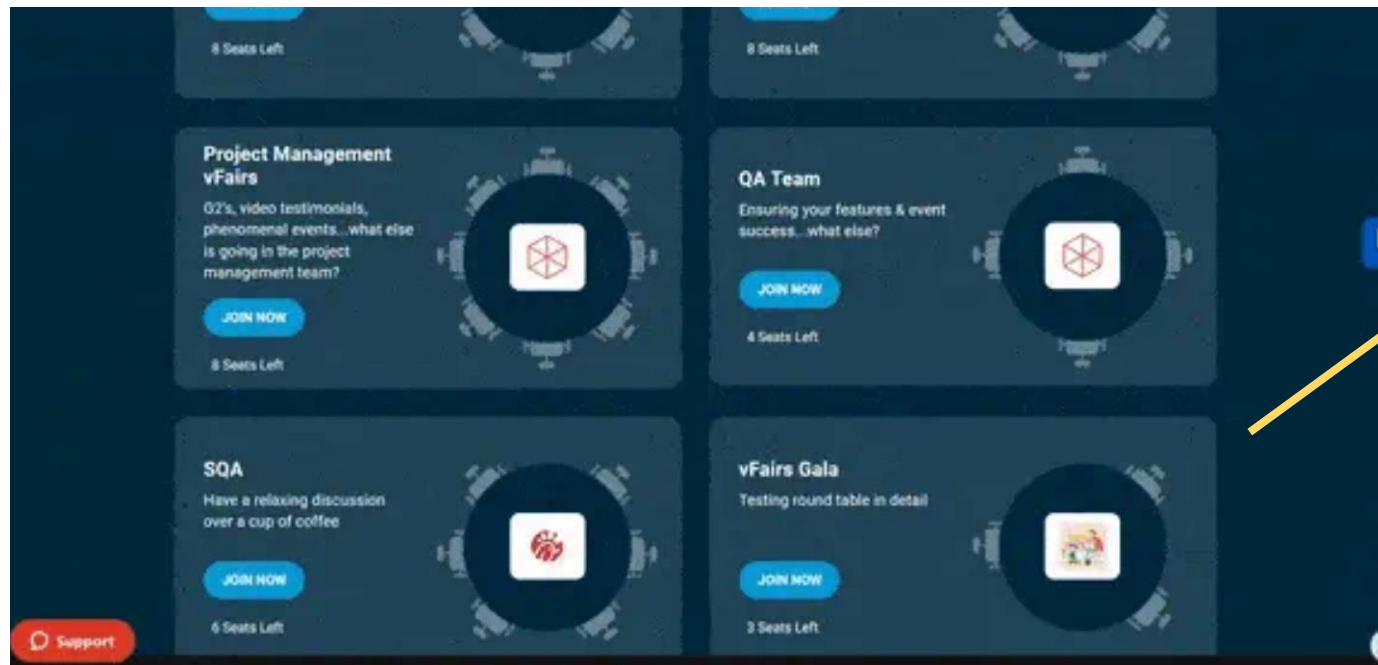 8 Seats Left
8 Seats Left
Project Management
vFairs
G2's, video testimonials,
phenomenal events...what else
is going in the project
management team?
JOIN NOW
8 Seats Left
QA Team
Ensuring your features & event
success...what else?
JOIN NOW
4 Seats Left
SQA
Have a relaxing discussion
over a cup of coffee
JOIN NOW
6 Seats Left
vFairs Gala
Testing round table in detail
JOIN NOW
3 Seats Left
Support